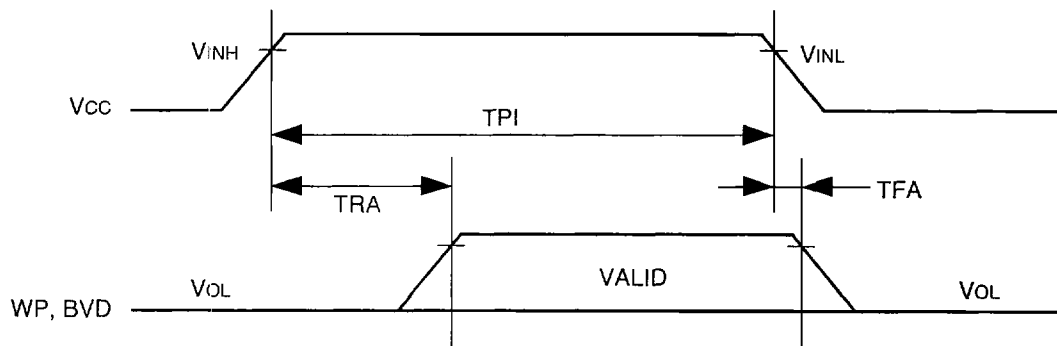 VINH
VINL
VCC
TPI
TRA
TFA
VOL
VALID
VOL
WP, BVD